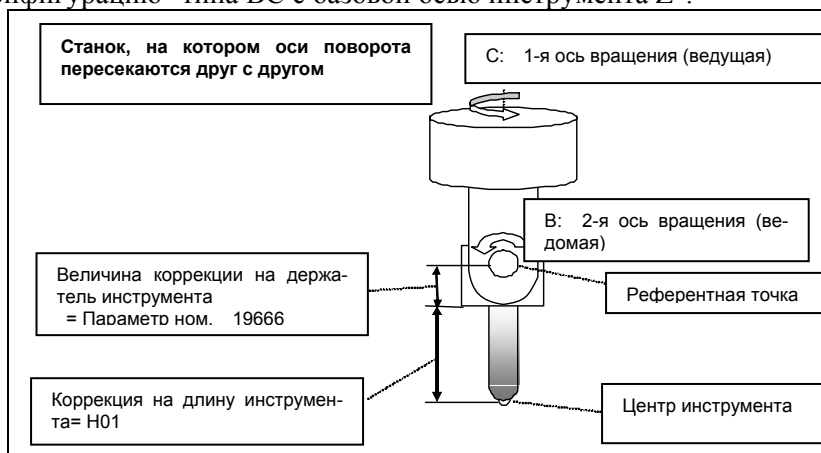 конфигурацию типа BC с базовой осью инструмента Z .
Станок, на котором оси поворота
пересекаются друг с другом
C: 1-я ось вращения (ведущая)
B: 2-я ось вращения (ве-
домая)
Величина коррекции на держа-
тель инструмента
= Параметр ном. 19666
Референтная точка
Коррекция на длину инструмен-
та= H01
Центр инструмента